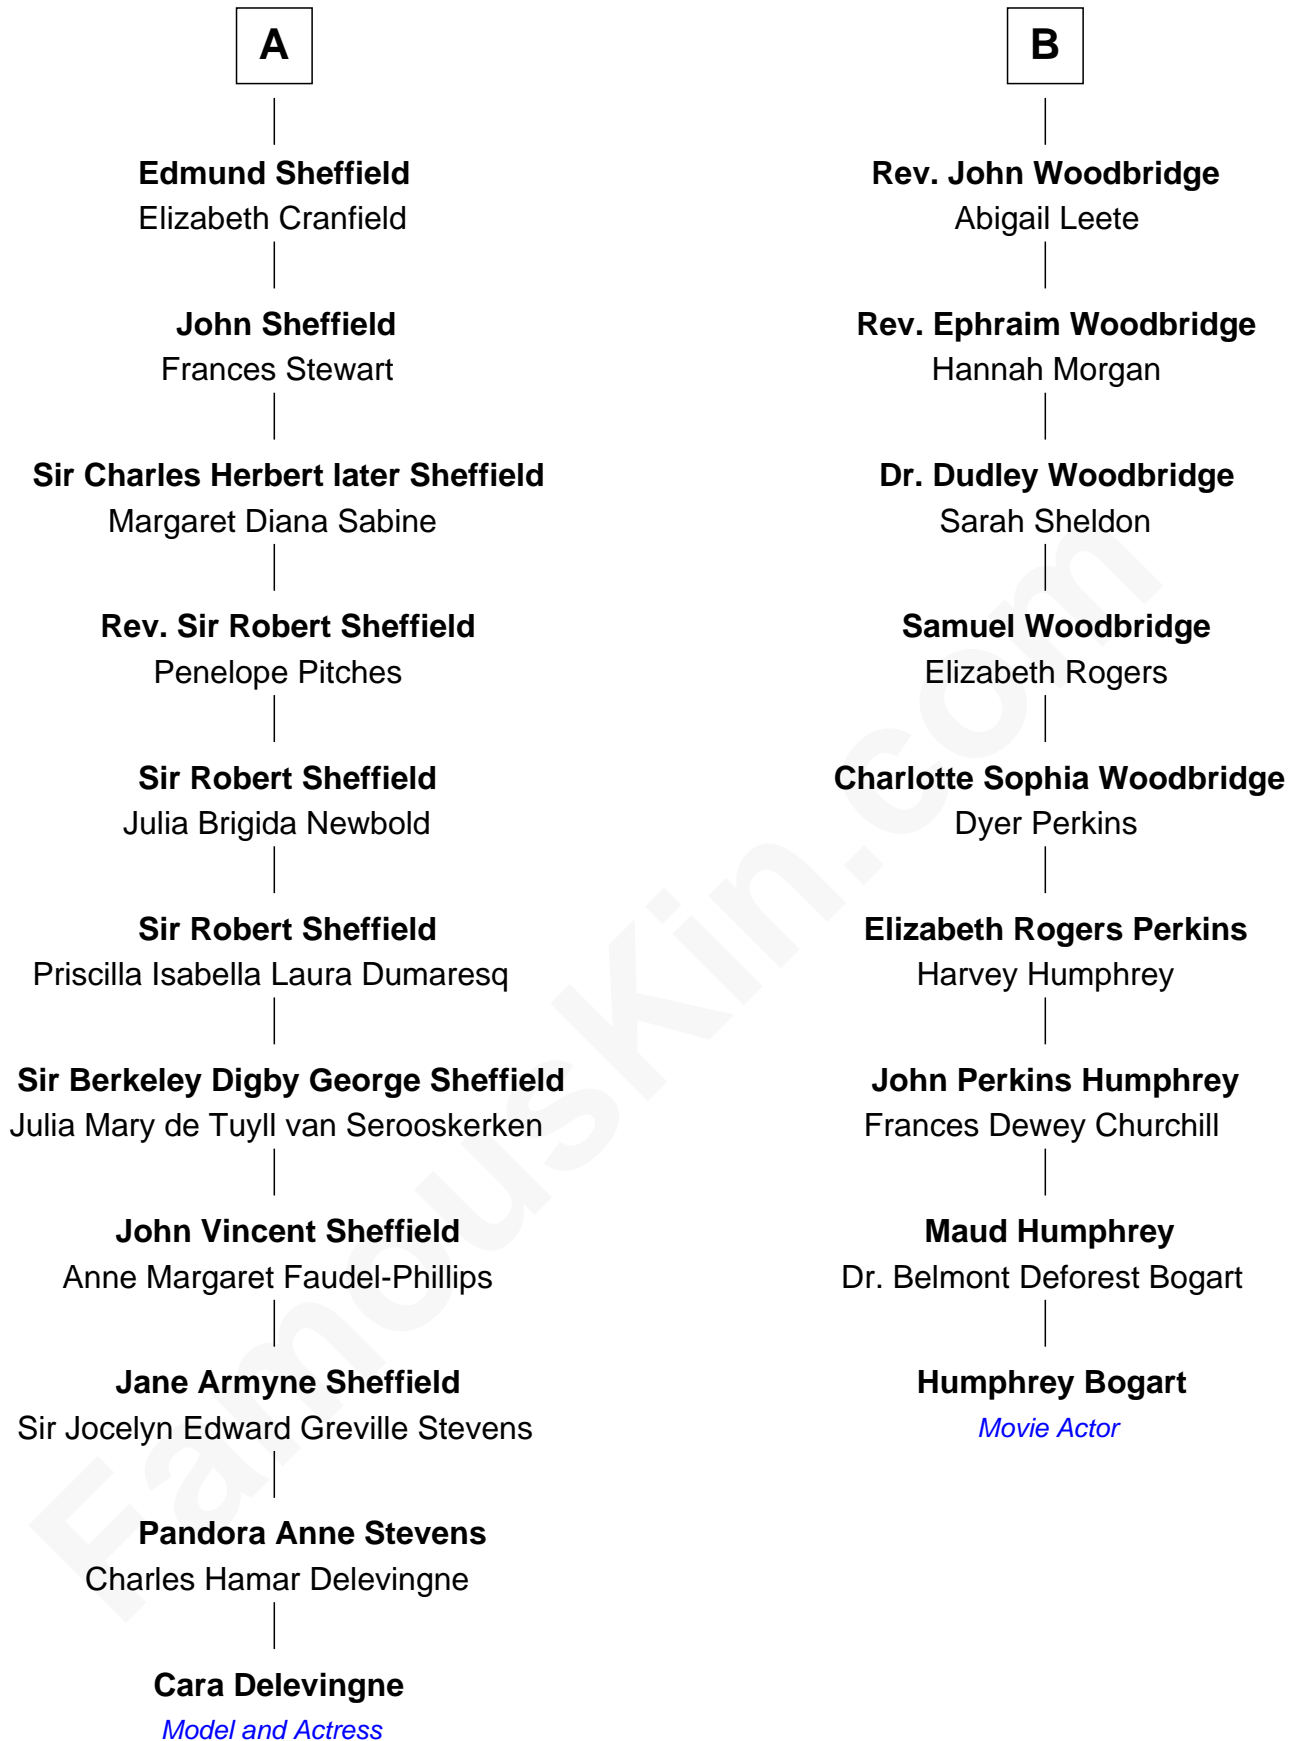 A
Edmund Sheffield
Elizabeth Cranfield
John Sheffield
Frances Stewart
Sir Charles Herbert later Sheffield
Margaret Diana Sabine
Rev. Sir Robert Sheffield
Penelope Pitches
Sir Robert Sheffield
Julia Brigida Newbold
Sir Robert Sheffield
Priscilla Isabella Laura Dumaresq
Sir Berkeley Digby George Sheffield
Julia Mary de Tuyll van Serooskerken
John Vincent Sheffield
Anne Margaret Faudel-Phillips
Jane Armyne Sheffield
Sir Jocelyn Edward Greville Stevens
Pandora Anne Stevens
Charles Hamar Delevingne
Cara Delevingne
Model and Actress
B
Rev. John Woodbridge
Abigail Leete
Rev. Ephraim Woodbridge
Hannah Morgan
Dr. Dudley Woodbridge
Sarah Sheldon
Samuel Woodbridge
Elizabeth Rogers
Charlotte Sophia Woodbridge
Dyer Perkins
Elizabeth Rogers Perkins
Harvey Humphrey
John Perkins Humphrey
Frances Dewey Churchill
Maud Humphrey
Dr. Belmont Deforest Bogart
Humphrey Bogart
Movie Actor
FamousKin.com